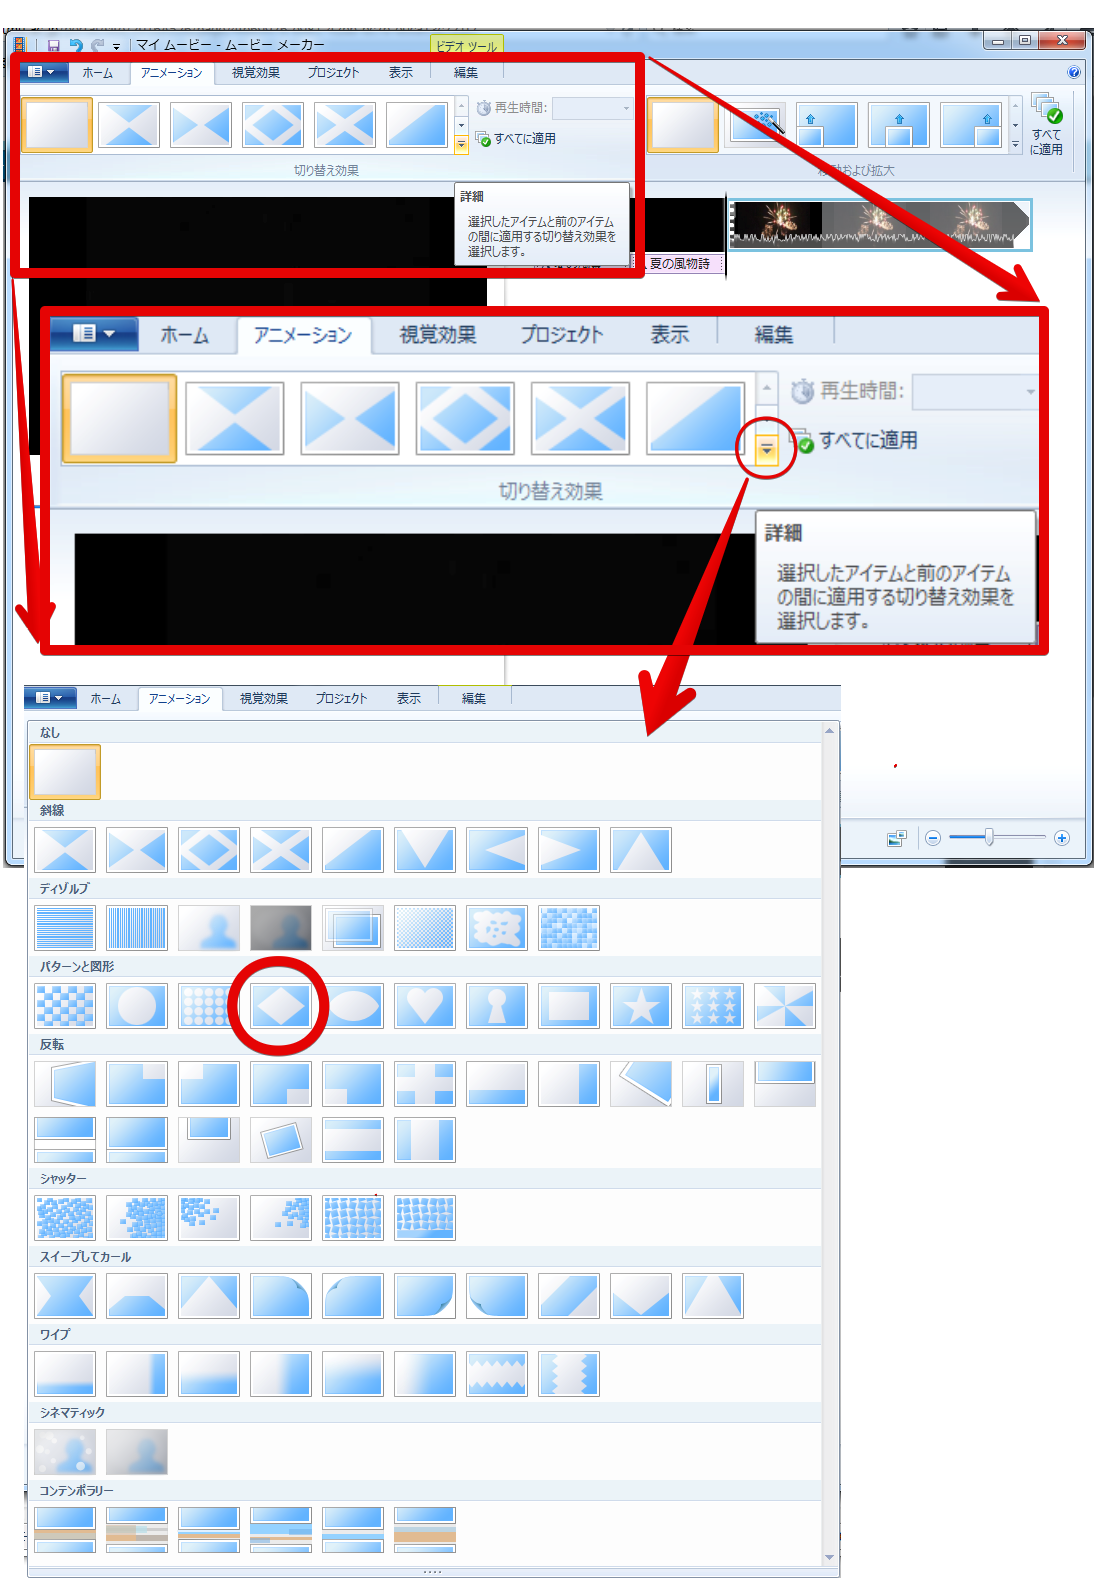 マイ ムービー - ムービー メーカー
ビデオ ツール
ホーム アニメーション 視覚効果 プロジェクト 表示 編集
再生時間:
すべてに適用
切り替え効果
すべて
に適用
詳細
選択したアイテムと前のアイテム
の間に適用する切り替え効果を
選択します。
夏の風物詩
ホーム アニメーション 視覚効果 プロジェクト 表示 編集
再生時間:
すべてに適用
切り替え効果
詳細
選択したアイテムと前のアイテム
の間に適用する切り替え効果を
選択します。
ホーム アニメーション 視覚効果 プロジェクト 表示 編集
なし
斜線
ディゾルブ
パターンと図形
反転
シャッター
スイープしてカール
ワイプ
シネマティック
コンテンポラリー